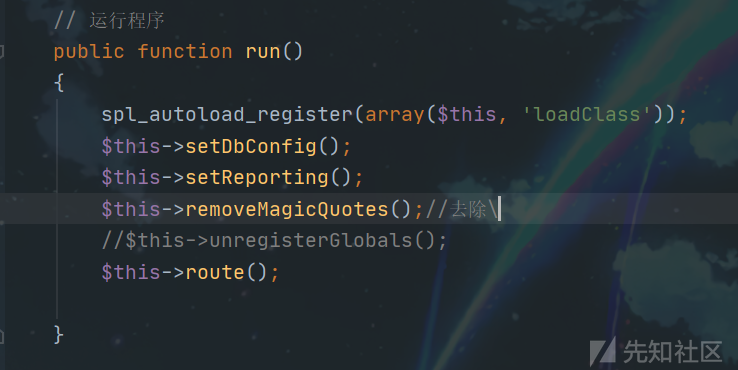 // 运行程序
public function run()
{
spl_autoload_register(array($this, 'loadClass'));
$this->setDbConfig();
$this->setReporting();
$this->removeMagicQuotes();//去除\
//$this->unregisterGlobals();
$this->route();
}
先知社区